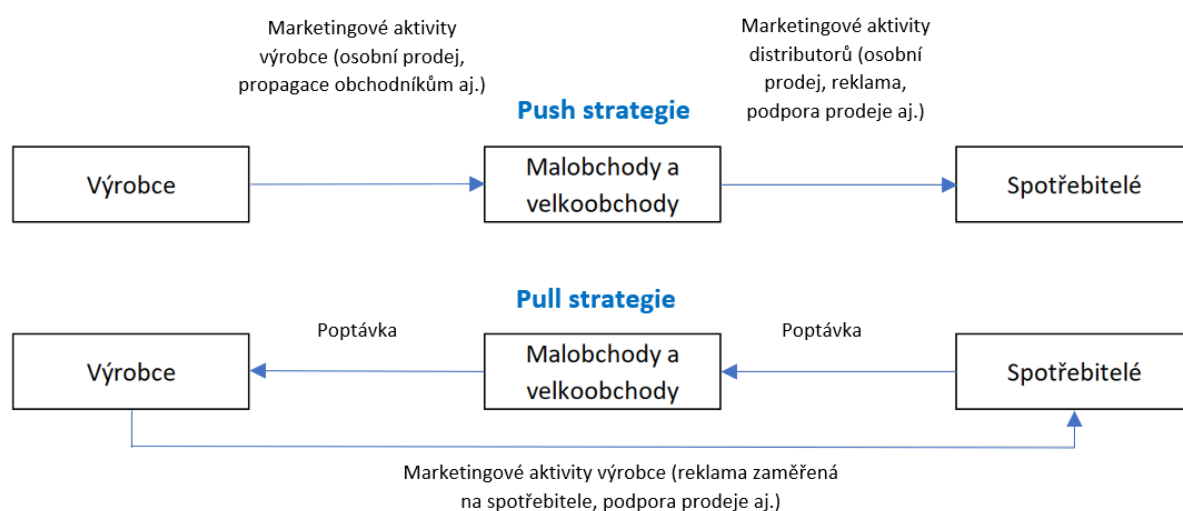 Marketingové aktivity
výrobce (osobní prodej,
propagace obchodníkům aj.)
Marketingové aktivity
distributorů (osobní
prodej, reklama,
podpora prodeje aj.)
Push strategie
Výrobce
Malobchody a
velkoobchody
Spotřebitelé
Pull strategie
Poptávka
Poptávka
Výrobce
Malobchody a
velkoobchody
Spotřebitelé
Marketingové aktivity výrobce (reklama zaměřená
na spotřebitele, podpora prodeje aj.)